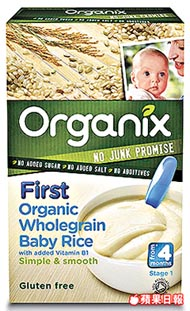 Organix
NO JUNK PROMISE
NO ADDED SUGAR NO ADDED SALT NO ADDITIVES
First
Organic
Wholegrain
Baby Rice
with added Vitamin B1
Simple & smooth
from 4 months
Stage 1
Gluten free
蘋果日報